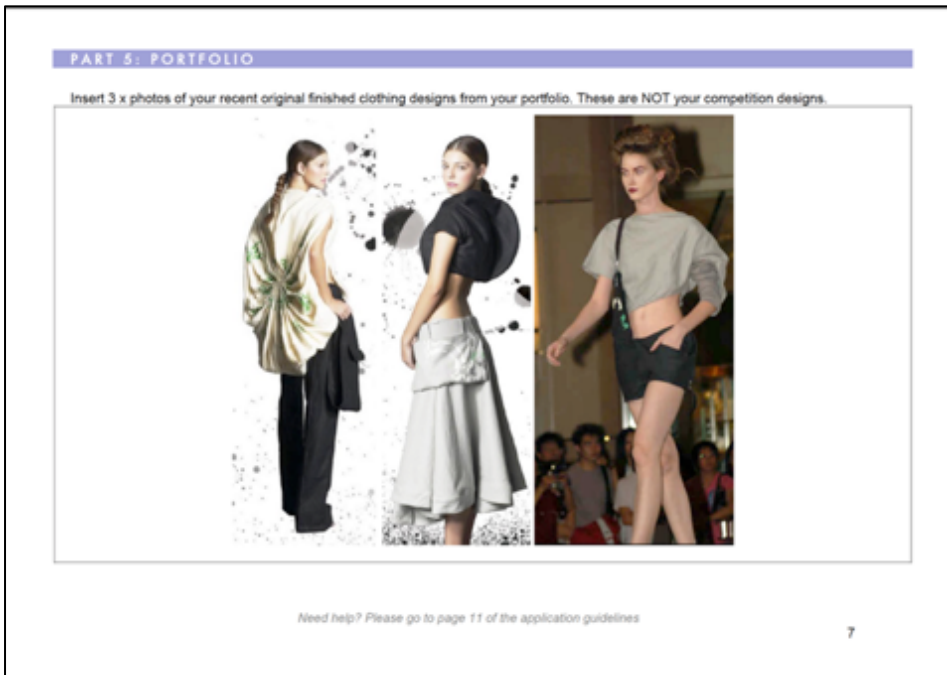 PART 5: PORTFOLIO
Insert 3 x photos of your recent original finished clothing designs from your portfolio. These are NOT your competition designs.
Need help? Please go to page 11 of the application guidelines
7